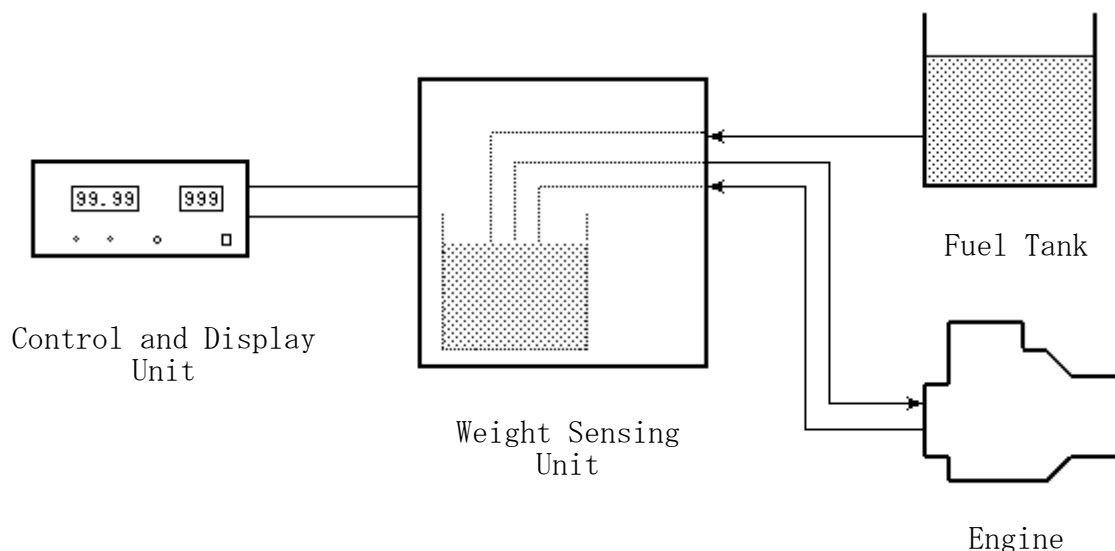 99.99 999
Fuel Tank
Control and Display
Unit
Weight Sensing
Unit
Engine